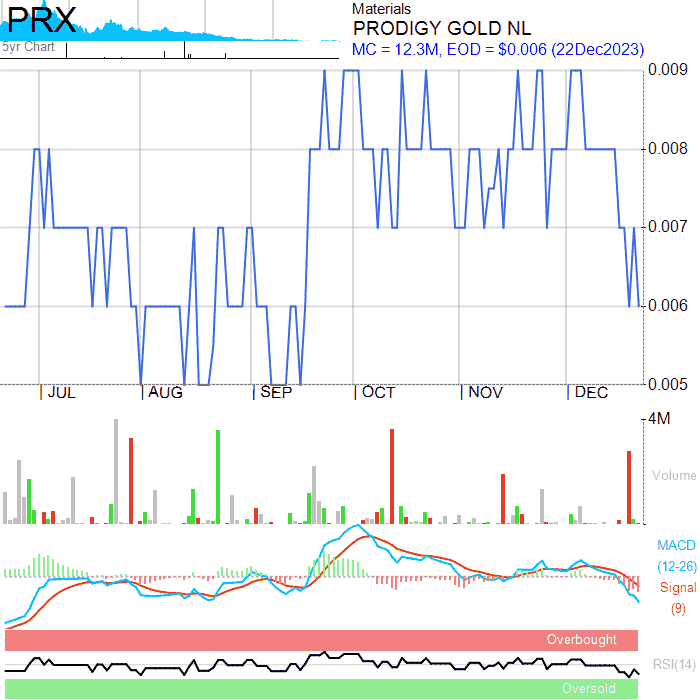 PRX
5yr Chart
Materials
PRODIGY GOLD NL
MC = 12.3M, EOD = $0.006 (22Dec2023)
0.009
0.008
0.007
0.006
0.005
JUL AUG SEP OCT NOV DEC
4M
Volume
MACD
(12-26)
Signal
(9)
Overbought
RSI(14)
Oversold